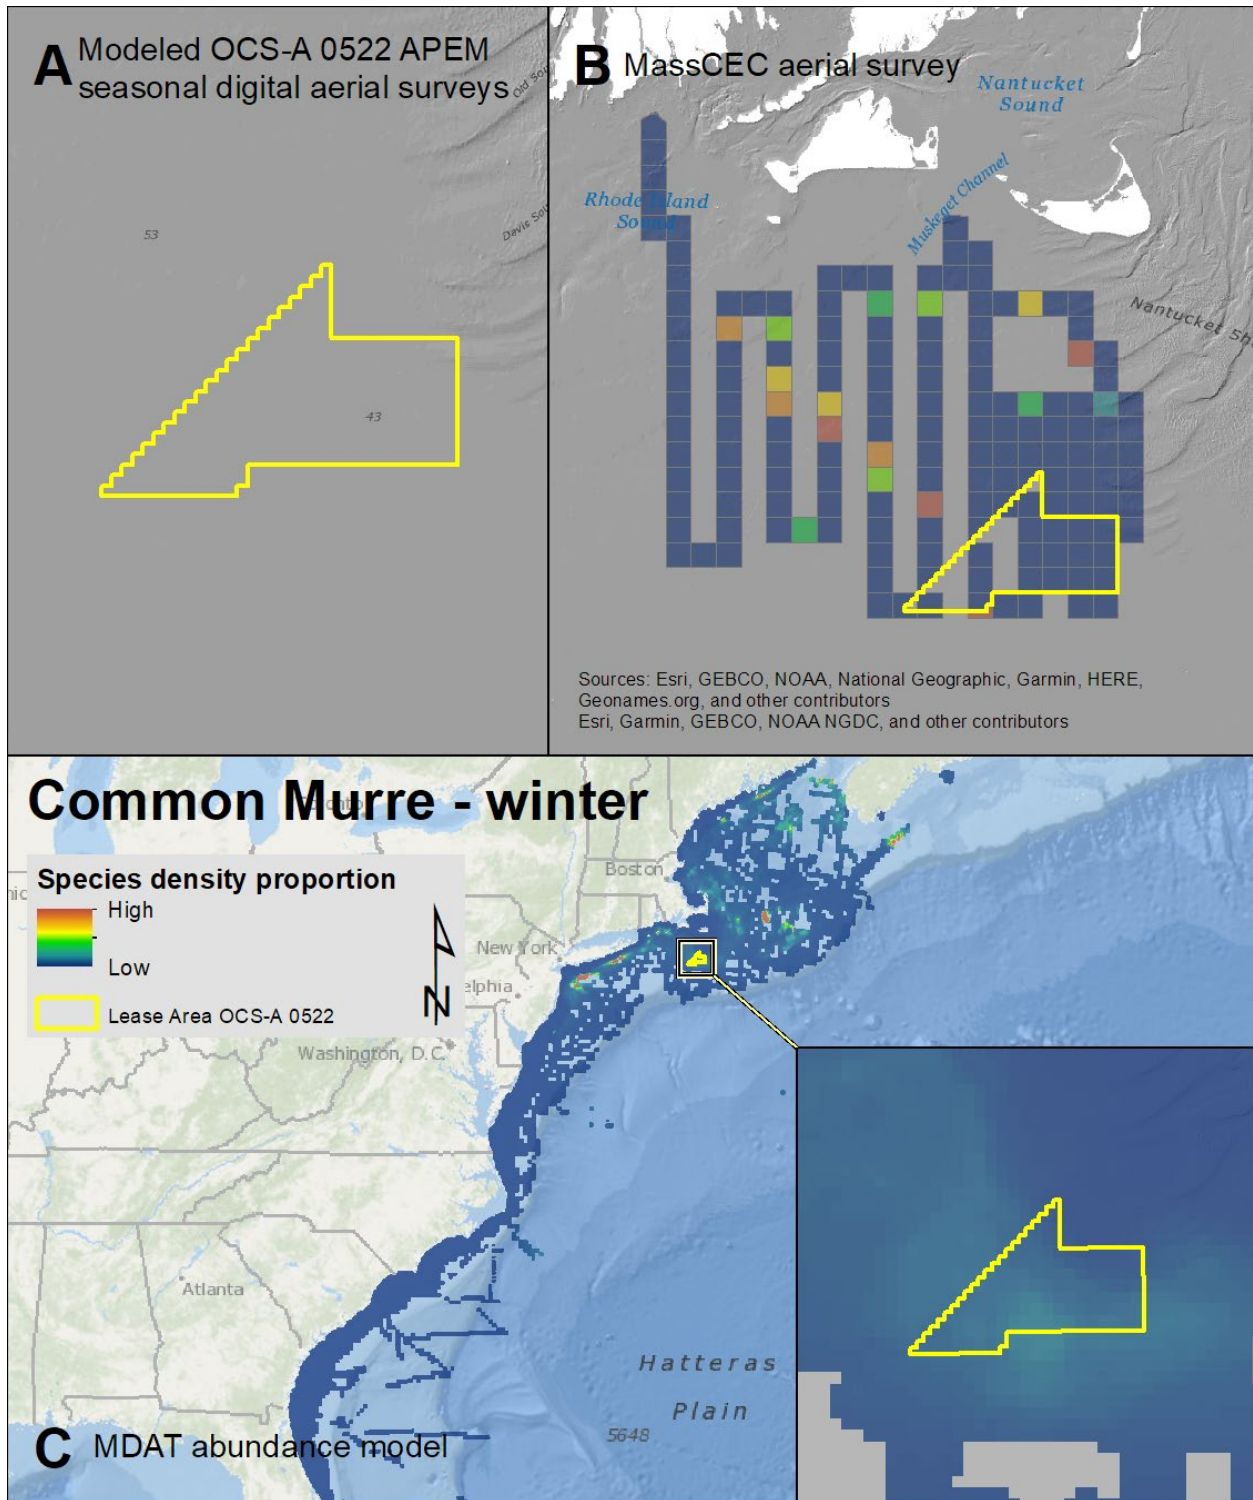 A Modeled OCS-A 0522 APEM
seasonal digital aerial surveys
53
43
B MassCEC aerial survey
Nantucket
Sound
Rhode Island
Sound
Muskeget Channel
Nantucket
Sources: Esri, GEBCO, NOAA, National Geographic, Garmin, HERE,
Geonames.org, and other contributors
Esri, Garmin, GEBCO, NOAA NGDC, and other contributors
Common Murre - winter
Species density proportion
High
Low
Lease Area OCS-A 0522
N
Boston
New York
elphia
Washington, D.C.
Atlanta
Hatteras
Plain
5648
C MDAT abundance model